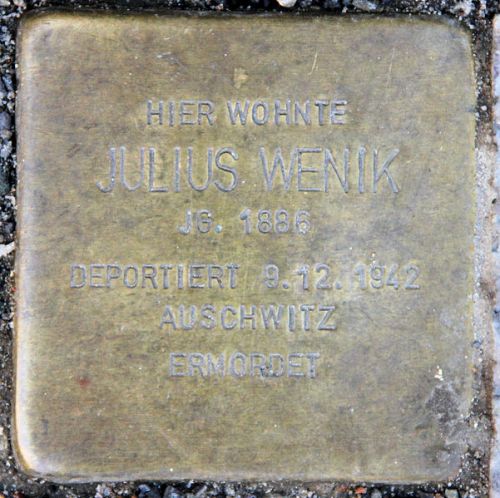 HIER WOHNTE
JULIUS WENIK
JG. 1886
DEPORTIERT 9.12.1942
AUSCHWITZ
ERMORDET